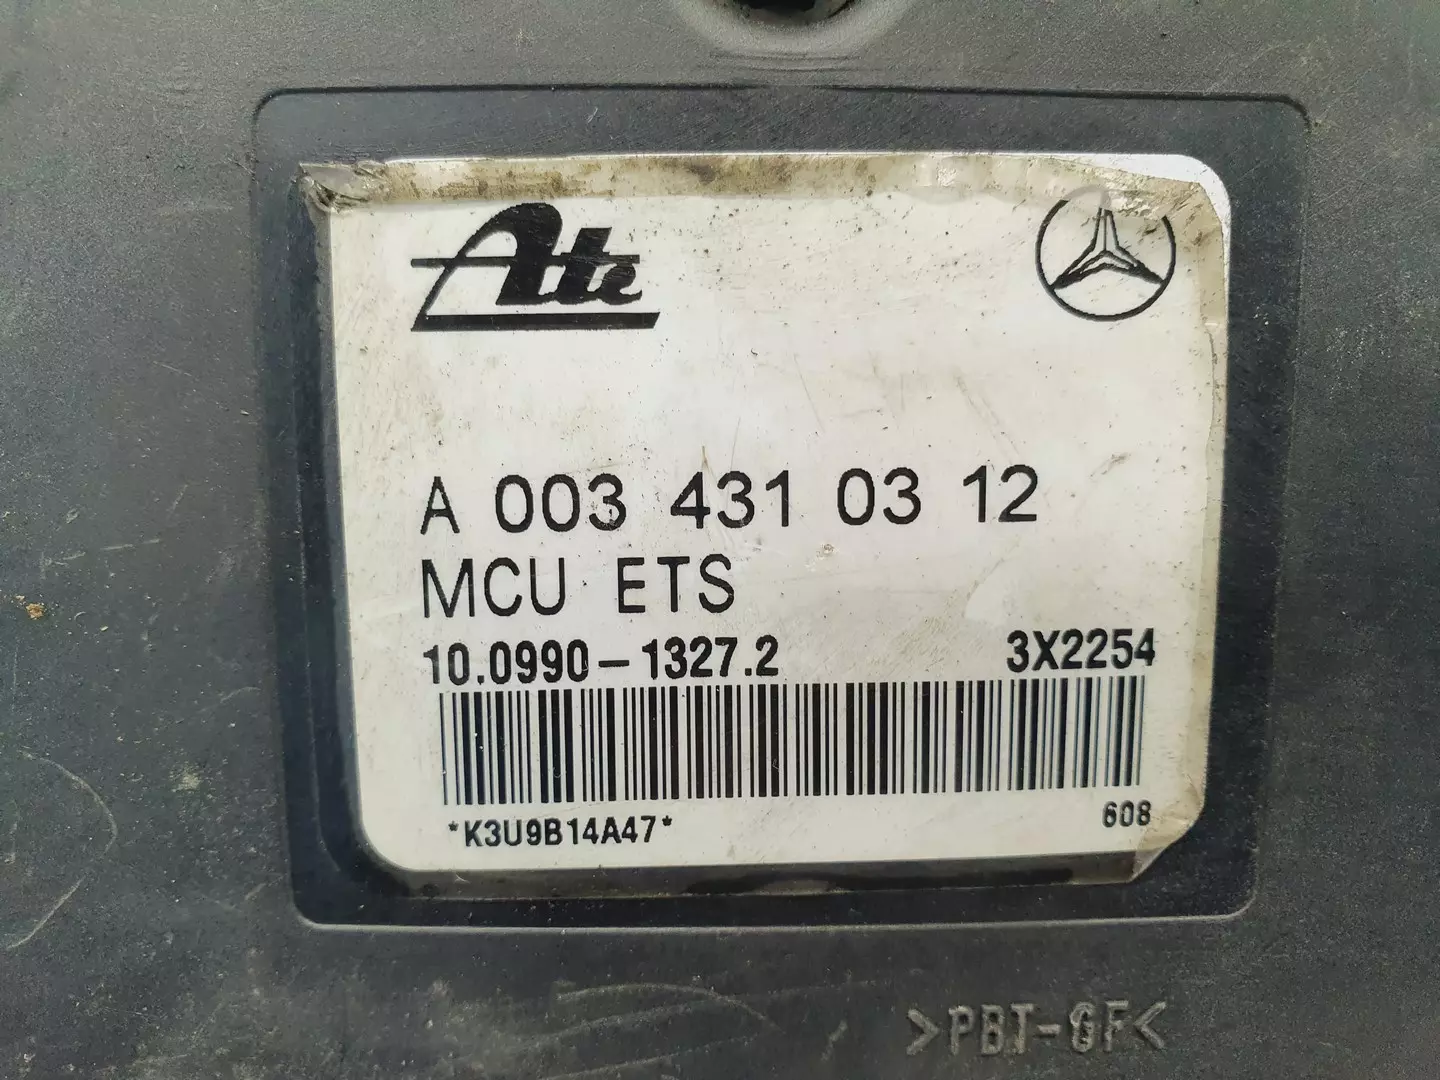 Ate
A 003 431 03 12
MCU ETS
10.0990-1327.2 3X2254
*K3U9B14A47* 608
>PBT-GF<